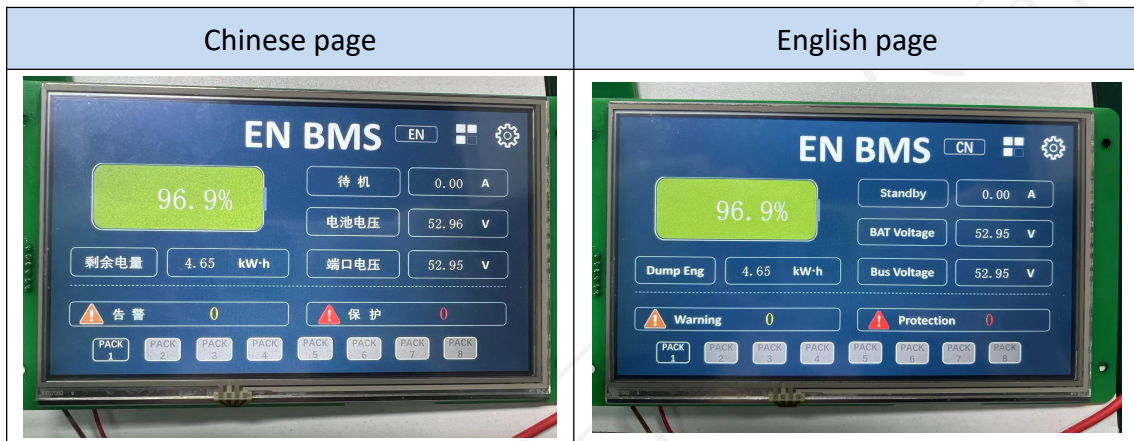 Chinese page
English page
EN BMS EN
96.9%
待机 0.00 A
电池电压 52.96 V
剩余电量 4.65 kW·h
端口电压 52.95 V
告警 0
保护 0
PACK 1
PACK 2
PACK 3
PACK 4
PACK 5
PACK 6
PACK 7
PACK 8
EN BMS CN
96.9%
Standby 0.00 A
BAT Voltage 52.95 V
Dump Eng 4.65 kW·h
Bus Voltage 52.95 V
Warning 0
Protection 0
PACK 1
PACK 2
PACK 3
PACK 4
PACK 5
PACK 6
PACK 7
PACK 8